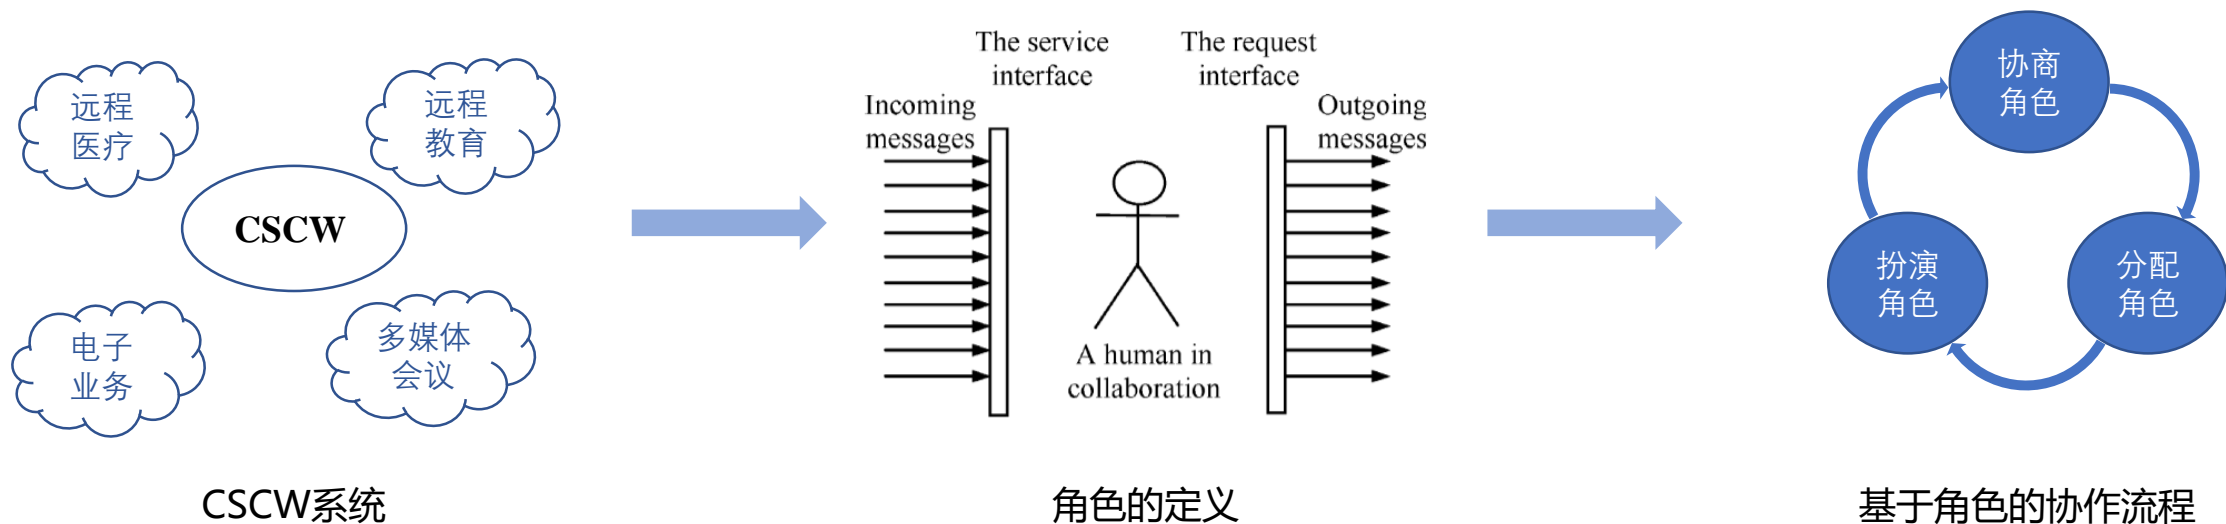 远程
医疗
远程
教育
CSCW
电子
业务
多媒体
会议
CSCW系统
The service
interface
The request
interface
Incoming
messages
Outgoing
messages
A human in
collaboration
角色的定义
协商
角色
扮演
角色
分配
角色
基于角色的协作流程